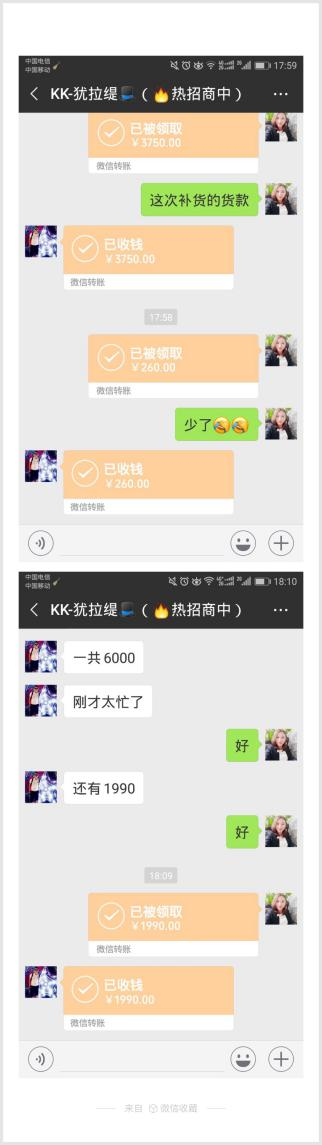 中国电信
中国移动
17:59
KK-犹拉缇（🔥热招商中）
已被领取
￥3750.00
微信转账
这次补货的货款
已收钱
￥3750.00
微信转账
17:58
已被领取
￥260.00
微信转账
少了
已收钱
￥260.00
微信转账
中国电信
中国移动
18:10
KK-犹拉缇（🔥热招商中）
一共6000
刚才太忙了
好
还有1990
好
18:09
已被领取
￥1990.00
微信转账
已收钱
￥1990.00
微信转账
来自 微信收藏